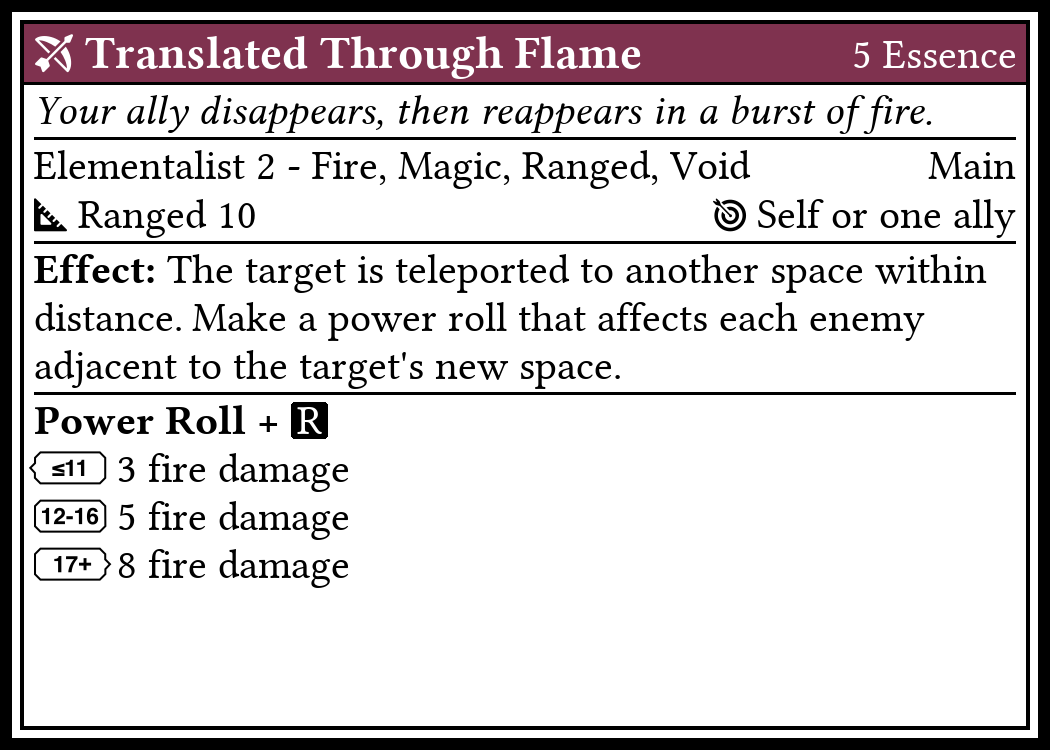 Translated Through Flame 5 Essence
Your ally disappears, then reappears in a burst of fire.
Elementalist 2 - Fire, Magic, Ranged, Void Main
Ranged 10 Self or one ally
Effect: The target is teleported to another space within
distance. Make a power roll that affects each enemy
adjacent to the target's new space.
Power Roll + R
≤11 3 fire damage
12-16 5 fire damage
17+ 8 fire damage